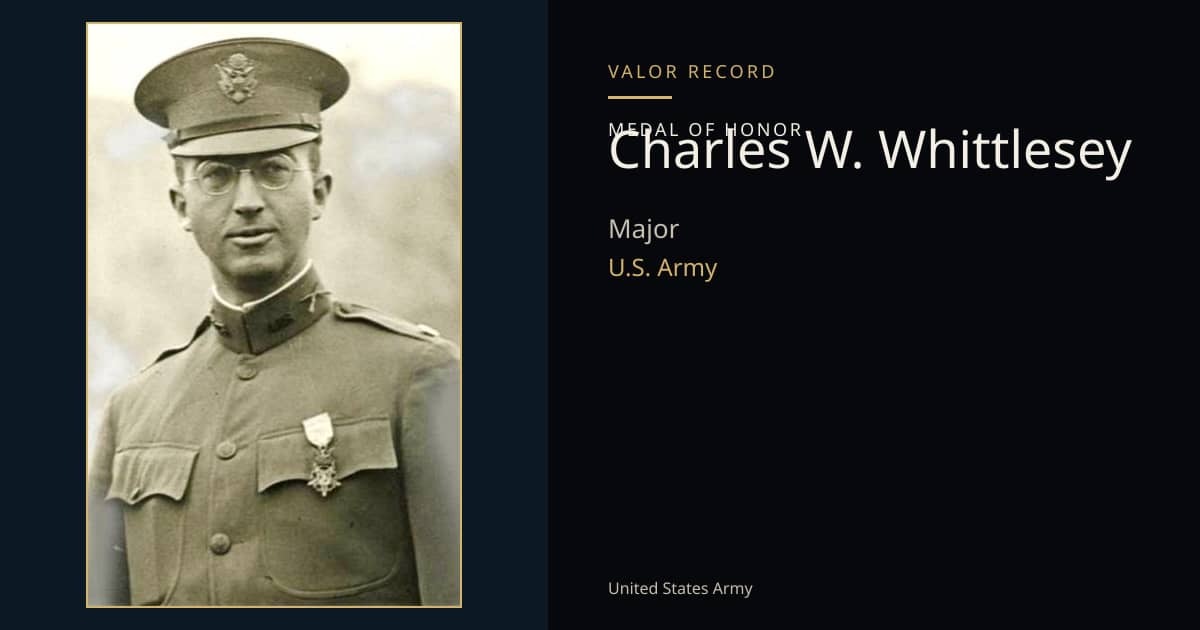 VALOR RECORD
MEDAL OF HONOR
Charles W. Whittlesey
Major
U.S. Army
United States Army